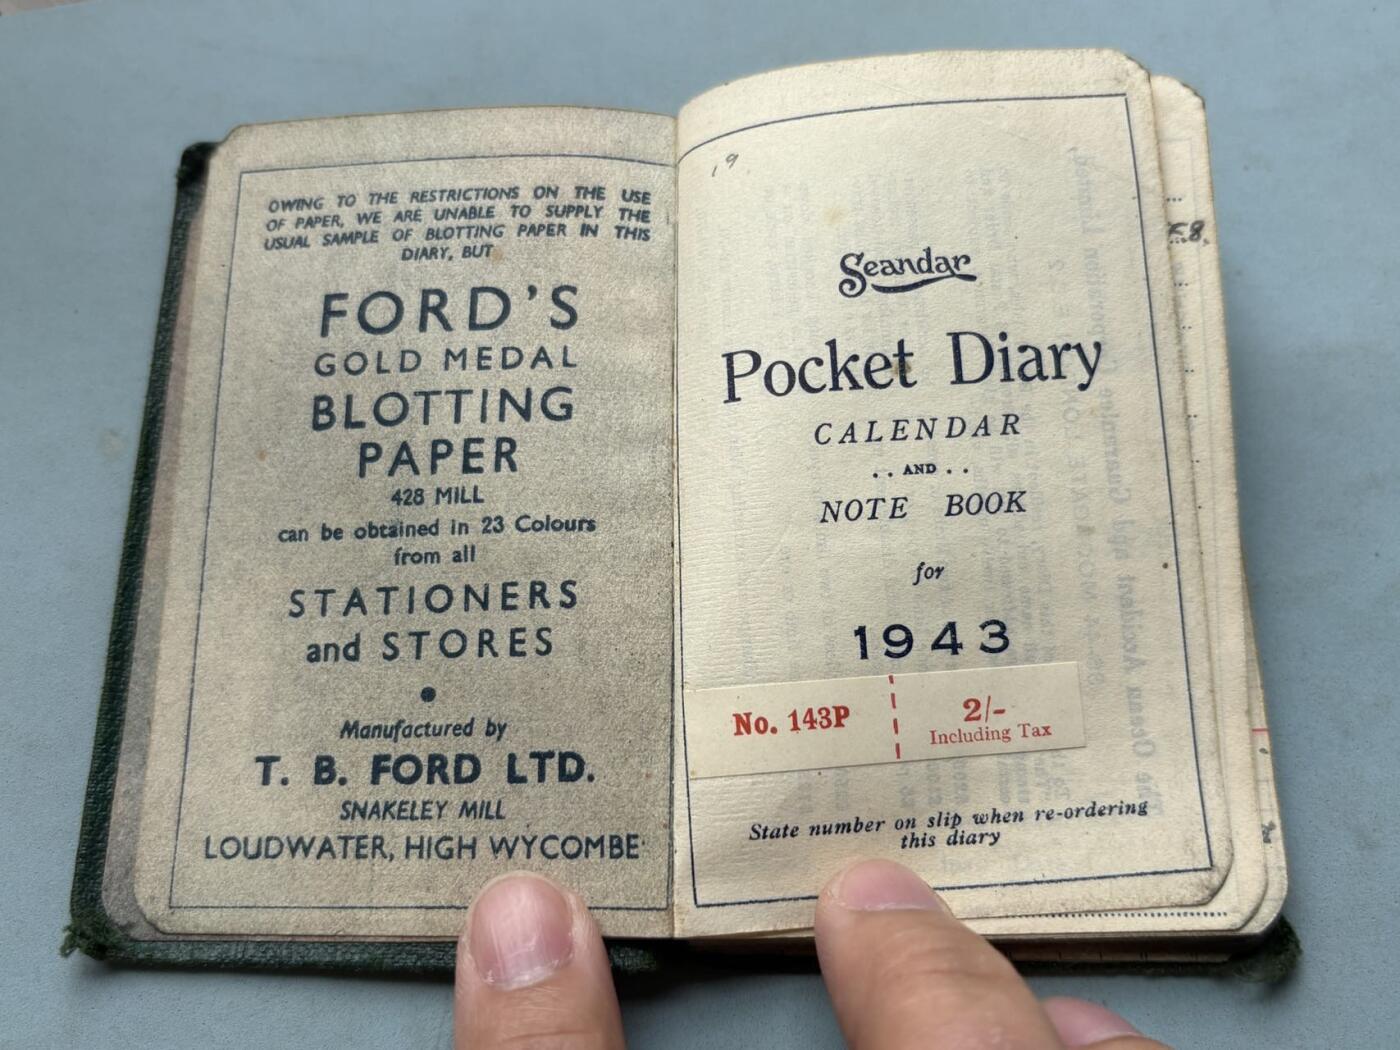 OWING TO THE RESTRICTIONS ON THE USE
OF PAPER, WE ARE UNABLE TO SUPPLY THE
USUAL SAMPLE OF BLOTTING PAPER IN THIS
DIARY, BUT
FORD'S
GOLD MEDAL
BLOTTING
PAPER
428 MILL
can be obtained in 23 Colours
from all
STATIONERS
and STORES
Manufactured by
T. B. FORD LTD.
SNAKELEY MILL
LOUDWATER, HIGH WYCOMBE
19
Seandar
Pocket Diary
CALENDAR
. . AND . .
NOTE BOOK
for
1943
No. 143P
2/-
Including Tax
State number on slip when re-ordering
this diary